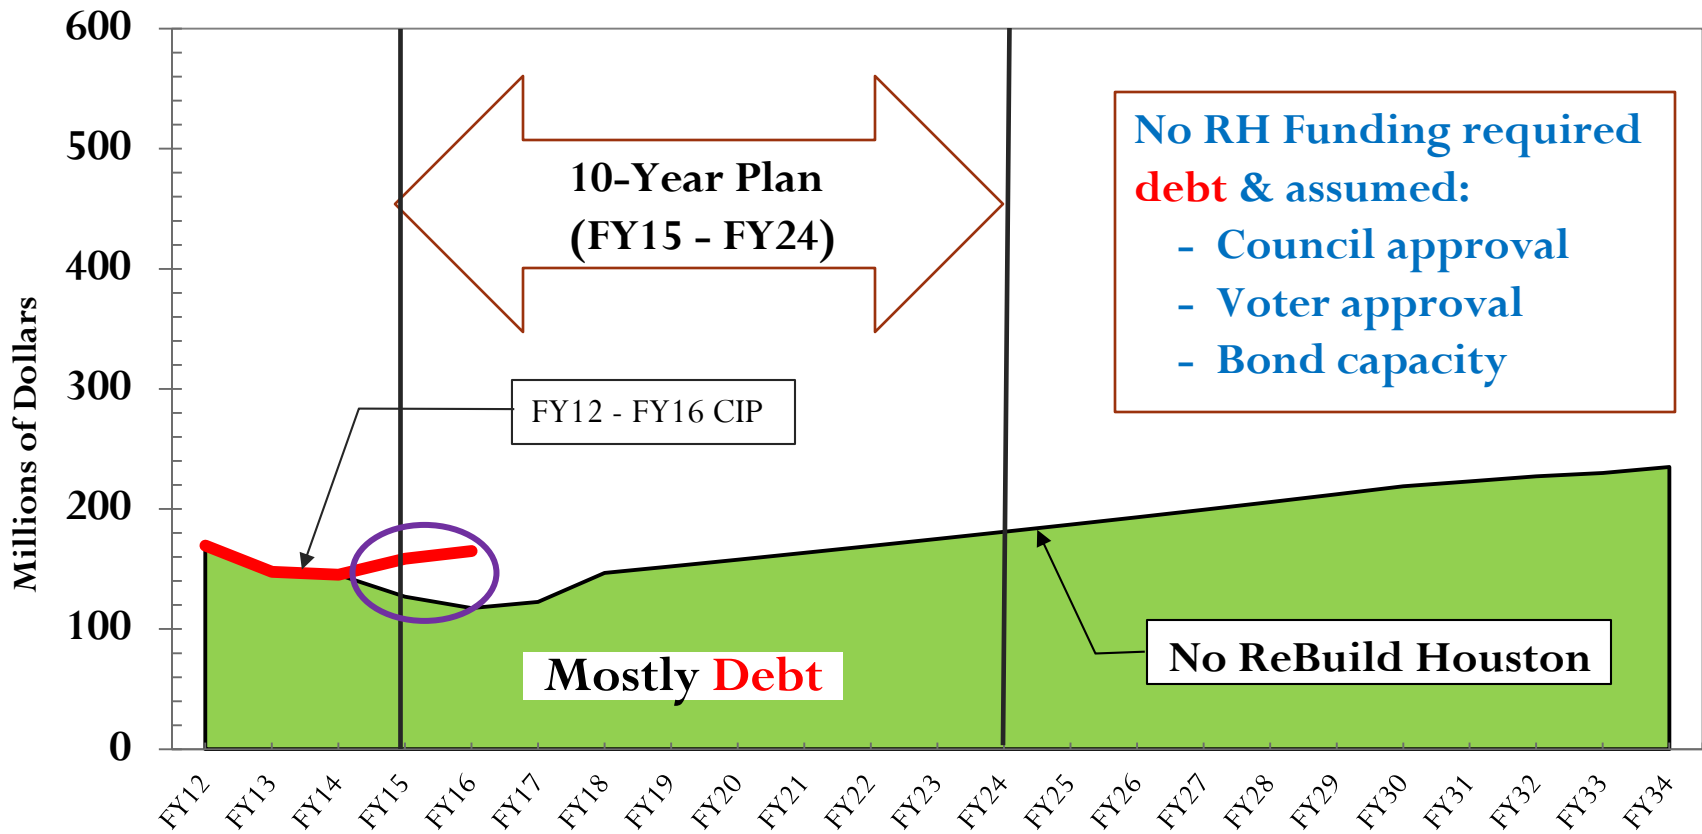 600
500
400
300
200
100
0
Millions of Dollars
10-Year Plan
(FY15 - FY24)
No RH Funding required
debt & assumed:
- Council approval
- Voter approval
- Bond capacity
FY12 - FY16 CIP
No ReBuild Houston
Mostly Debt
FY12
FY13
FY14
FY15
FY16
FY17
FY18
FY19
FY20
FY21
FY22
FY23
FY24
FY25
FY26
FY27
FY28
FY29
FY30
FY31
FY32
FY33
FY34